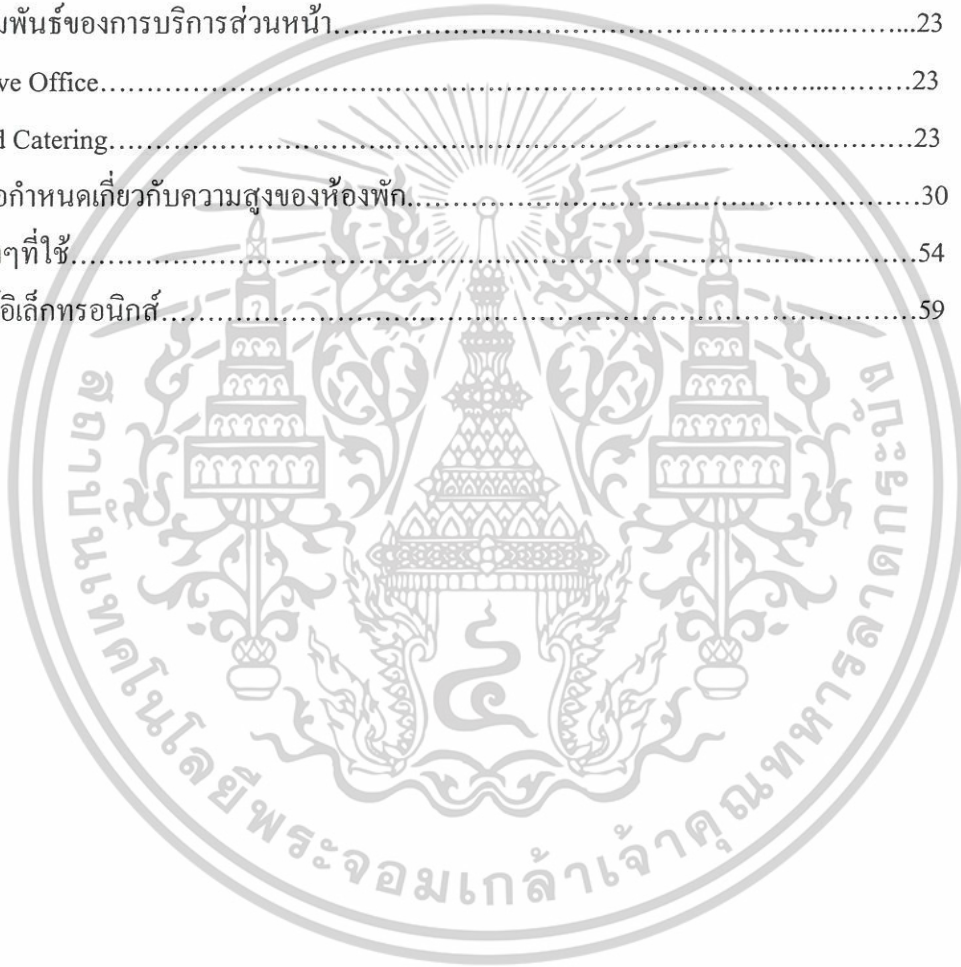 มพันธ์ของการบริการส่วนหน้า.....................................................................23
ve Office.....................................................................23
d Catering.....................................................................23
อกำหนดเกี่ยวกับความสูงของห้องพัก.....................................................................30
งๆที่ใช้.....................................................................54
อิเล็กทรอนิกส์.....................................................................59
สถาบันเทคโนโลยีพระจอมเกล้าเจ้าคุณทหารลาดกระบัง